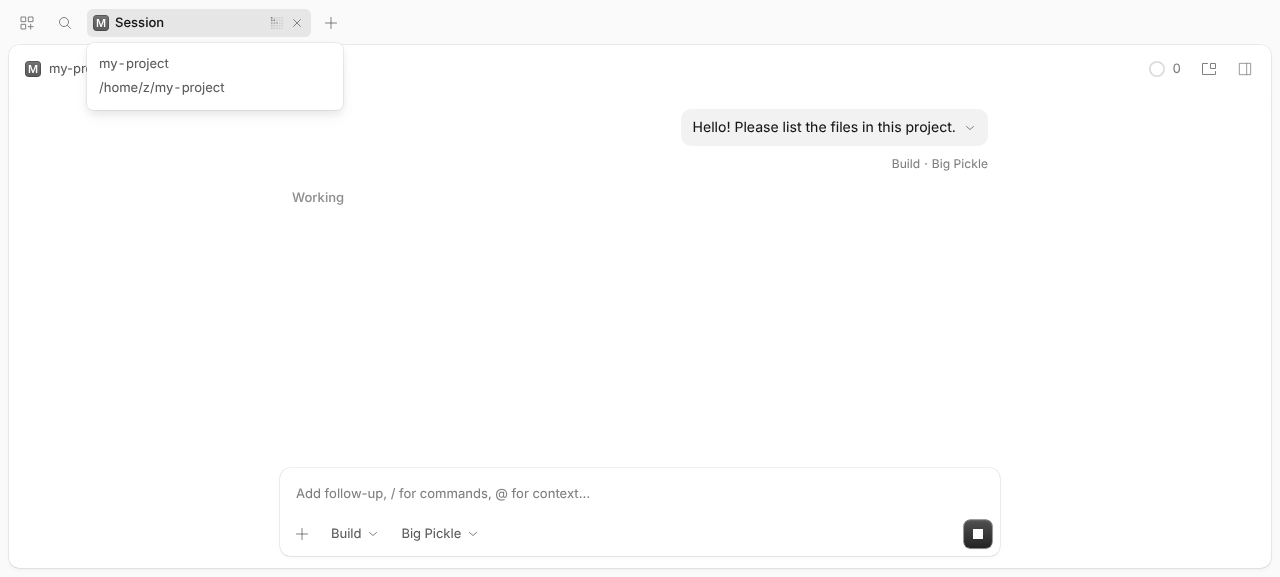 M Session
my-project
/home/z/my-project
M my-pr
0
Hello! Please list the files in this project.
Build · Big Pickle
Working
Add follow-up, / for commands, @ for context...
Build Big Pickle